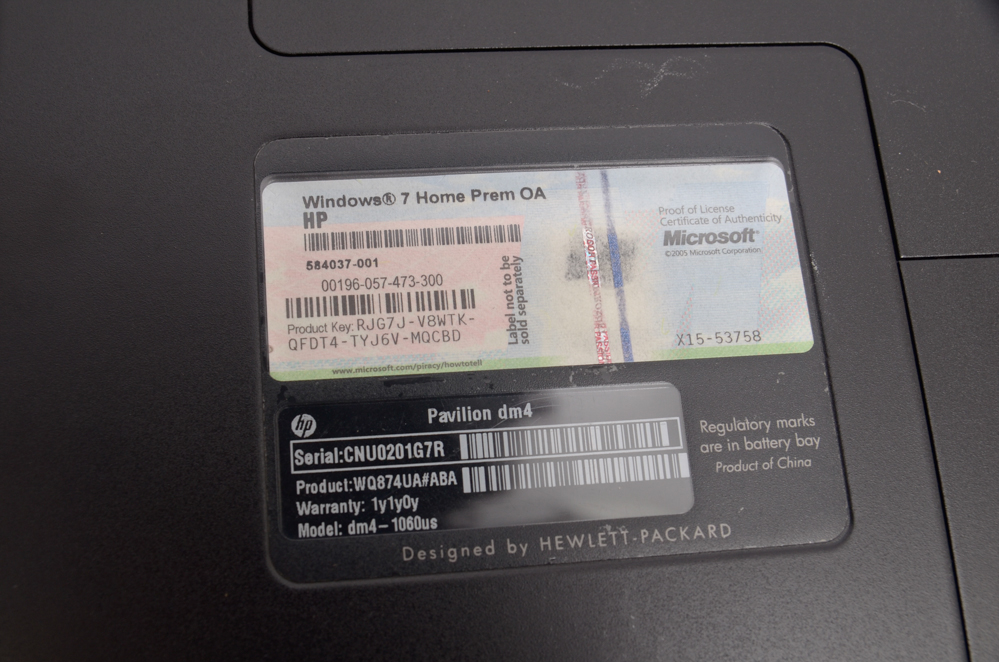 Windows® 7 Home Prem OA
HP
584037-001
00196-057-473-300
Product Key: RJG7J-V8WTK-
QFDT4-TYJ6V-MQCBD
www.microsoft.com/piracy/howtotell
Label not to be
sold separately
Proof of License
Certificate of Authenticity
Microsoft®
©2005 Microsoft Corporation
X15-53758
hp
Pavilion dm4
Serial:CNU0201G7R
Product:WQ874UA#ABA
Warranty: 1y1y0y
Model: dm4-1060us
Regulatory marks
are in battery bay
Product of China
Designed by HEWLETT-PACKARD